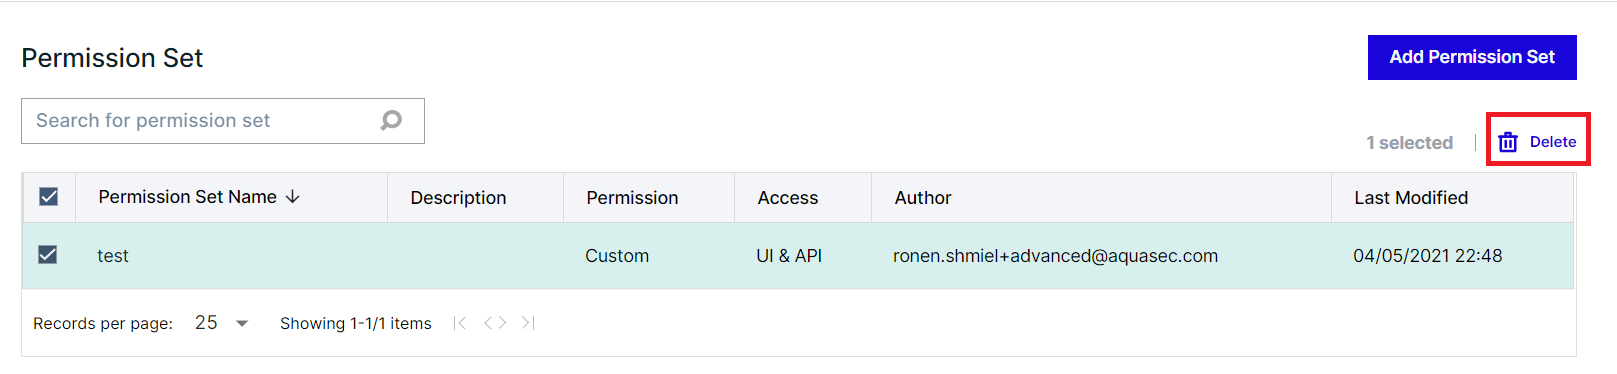 Permission Set
Add Permission Set
Search for permission set
1 selected
Delete
Permission Set Name Description Permission Access Author Last Modified
test Custom UI & API ronen.shmiel+advanced@aquasec.com 04/05/2021 22:48
Records per page: 25 Showing 1-1/1 items